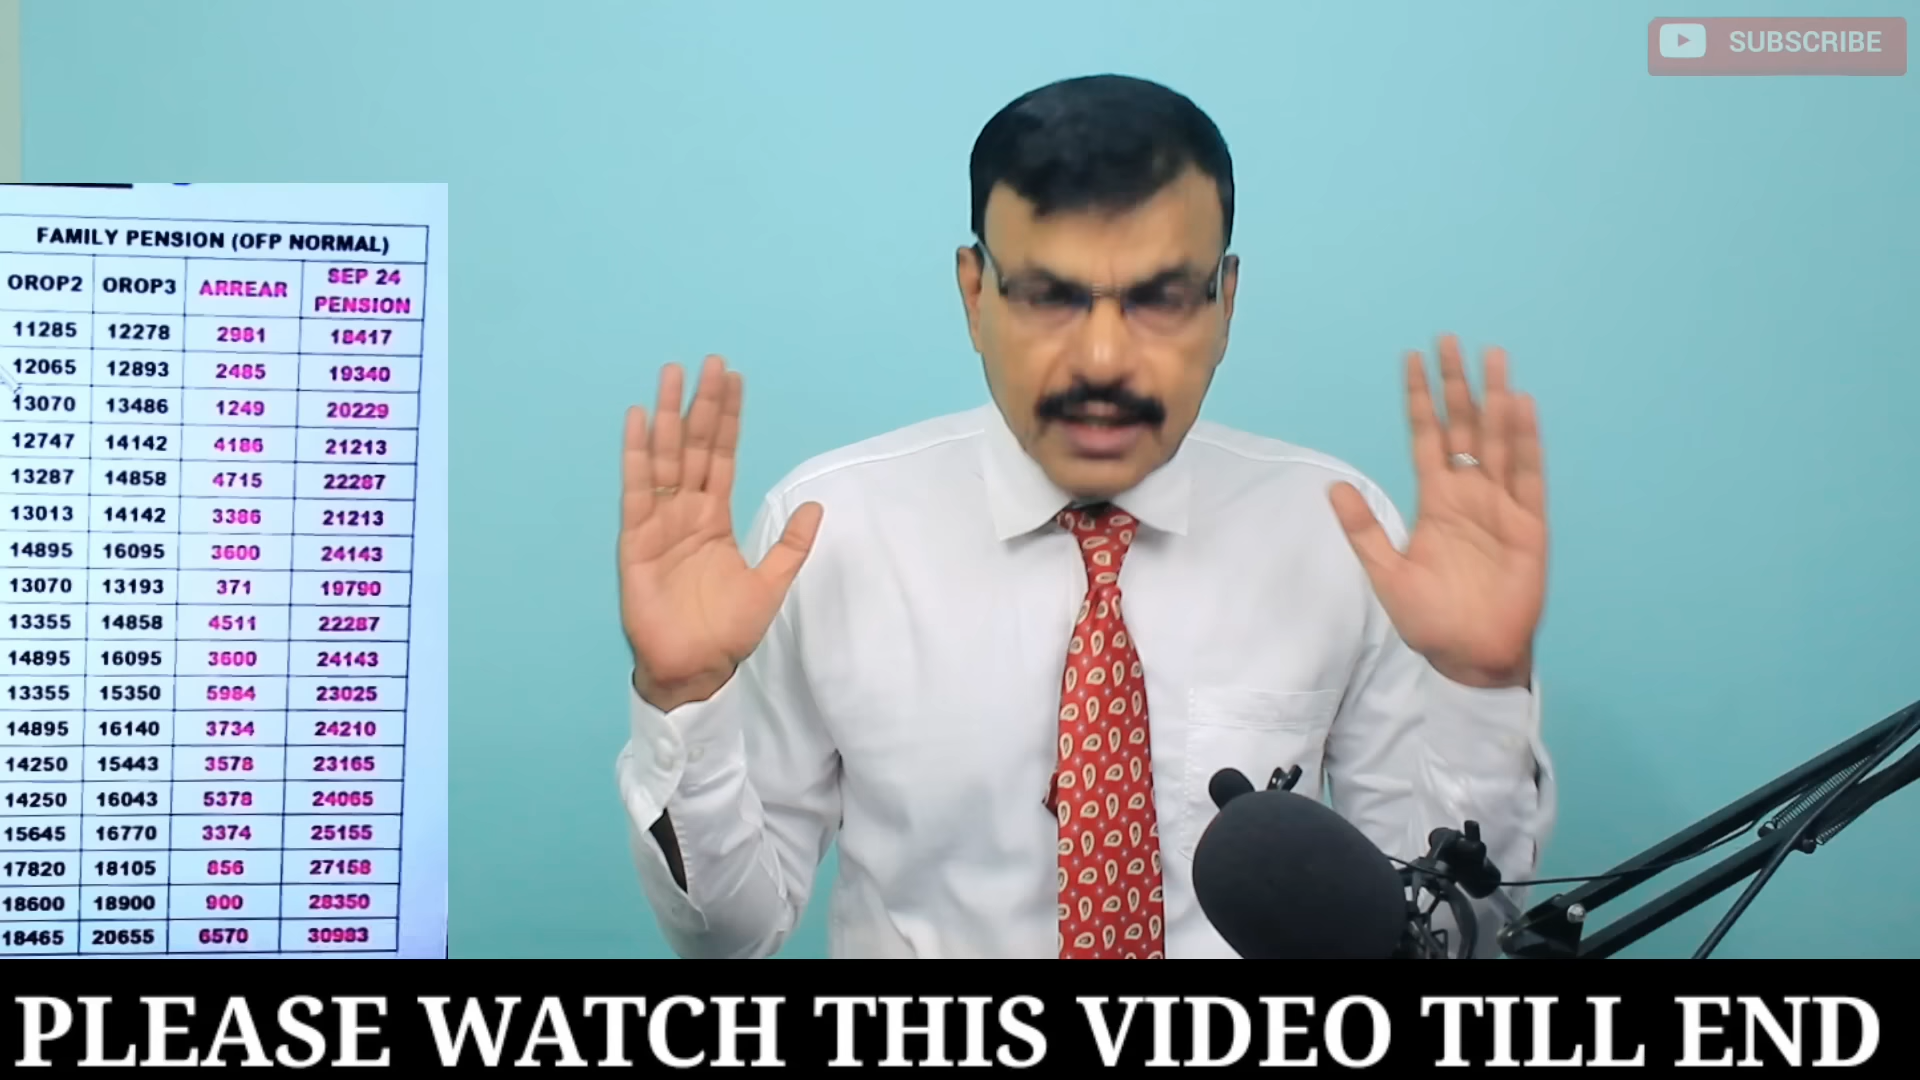 SUBSCRIBE
FAMILY PENSION (OFP NORMAL)
OROP2 OROP3 ARREAR SEP 24 PENSION
11285 12278 2981 18417
12065 12893 2485 19340
13070 13486 1249 20229
12747 14142 4186 21213
13287 14858 4715 22287
13013 14142 3386 21213
14895 16095 3600 24143
13070 13193 371 19790
13355 14858 4511 22287
14895 16095 3600 24143
13355 15350 5984 23025
14895 16140 3734 24210
14250 15443 3578 23165
14250 16043 5378 24065
15645 16770 3374 25155
17820 18105 856 27158
18600 18900 900 28350
18465 20655 6570 30983
PLEASE WATCH THIS VIDEO TILL END